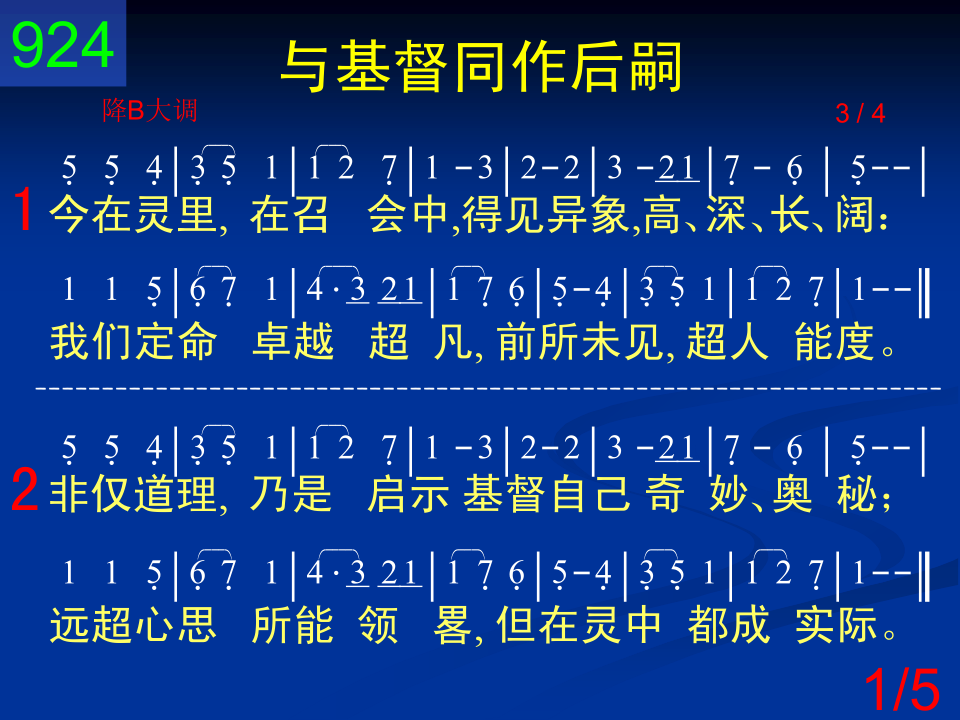 924
与基督同作后嗣
降B大调 3 / 4
5̣ 5̣ 4̣|3̣ 5̣ 1|1 2 7̣|1 -3|2-2|3 -21|7̣ - 6̣ | 5̣--|
1 今在灵里, 在召 会中,得见异象,高、深、长、阔:
1 1 5̣|6̣ 7̣ 1|4 · 3 21|1 7̣ 6̣|5̣-4̣|3̣ 5̣ 1|1 2 7̣|1--‖
我们定命 卓越 超 凡, 前所未见, 超人 能度。
--------------------------------------------------------------------
5̣ 5̣ 4̣|3̣ 5̣ 1|1 2 7̣|1 -3|2-2|3 -21|7̣ - 6̣ | 5̣--|
2 非仅道理, 乃是 启示 基督自己 奇 妙、奥 秘;
1 1 5̣|6̣ 7̣ 1|4 · 3 21|1 7̣ 6̣|5̣-4̣|3̣ 5̣ 1|1 2 7̣|1--‖
远超心思 所能 领 畧, 但在灵中 都成 实际。
1/5